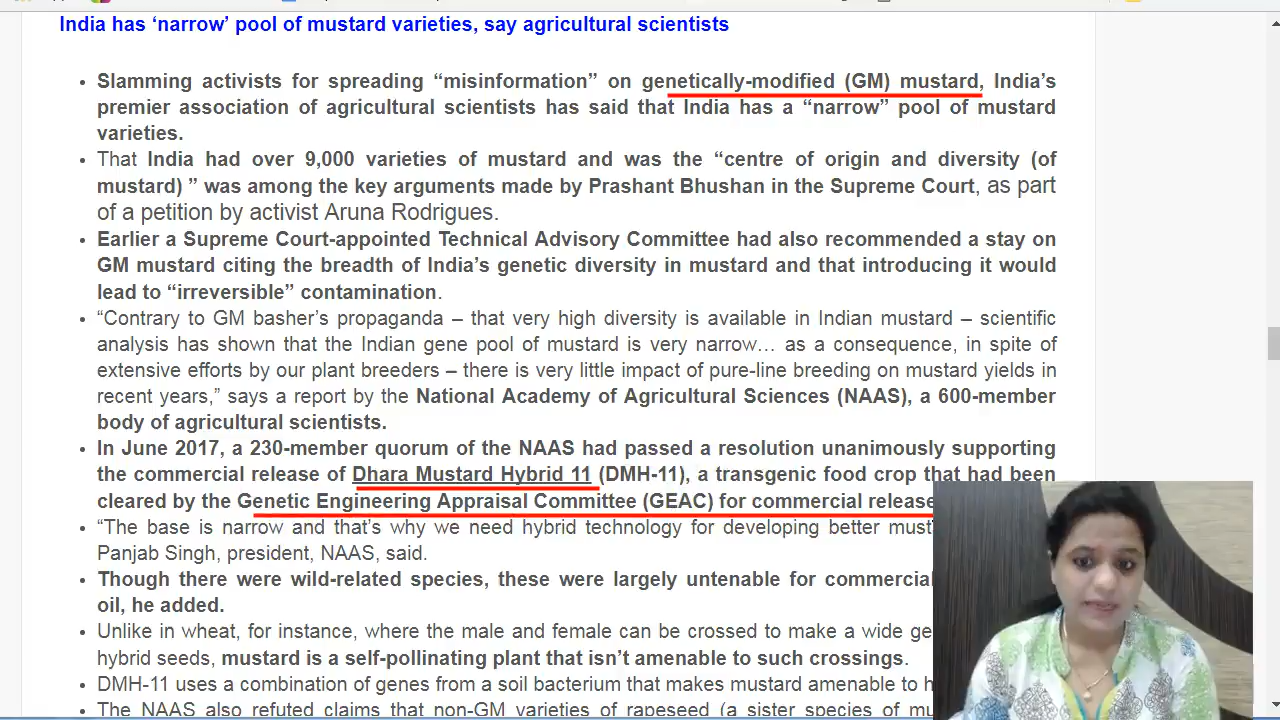 India has ‘narrow’ pool of mustard varieties, say agricultural scientists
• Slamming activists for spreading “misinformation” on genetically-modified (GM) mustard, India’s
premier association of agricultural scientists has said that India has a “narrow” pool of mustard
varieties.
• That India had over 9,000 varieties of mustard and was the “centre of origin and diversity (of
mustard) ” was among the key arguments made by Prashant Bhushan in the Supreme Court, as part
of a petition by activist Aruna Rodrigues.
• Earlier a Supreme Court-appointed Technical Advisory Committee had also recommended a stay on
GM mustard citing the breadth of India’s genetic diversity in mustard and that introducing it would
lead to “irreversible” contamination.
• “Contrary to GM basher’s propaganda – that very high diversity is available in Indian mustard – scientific
analysis has shown that the Indian gene pool of mustard is very narrow… as a consequence, in spite of
extensive efforts by our plant breeders – there is very little impact of pure-line breeding on mustard yields in
recent years,” says a report by the National Academy of Agricultural Sciences (NAAS), a 600-member
body of agricultural scientists.
• In June 2017, a 230-member quorum of the NAAS had passed a resolution unanimously supporting
the commercial release of Dhara Mustard Hybrid 11 (DMH-11), a transgenic food crop that had been
cleared by the Genetic Engineering Appraisal Committee (GEAC) for commercial release
• “The base is narrow and that’s why we need hybrid technology for developing better
Panjab Singh, president, NAAS, said.
• Though there were wild-related species, these were largely untenable for commercial
oil, he added.
• Unlike in wheat, for instance, where the male and female can be crossed to make a wide
hybrid seeds, mustard is a self-pollinating plant that isn’t amenable to such crossings.
• DMH-11 uses a combination of genes from a soil bacterium that makes mustard amenable to
• The NAAS also refuted claims that non-GM varieties of rapeseed (a sister species of